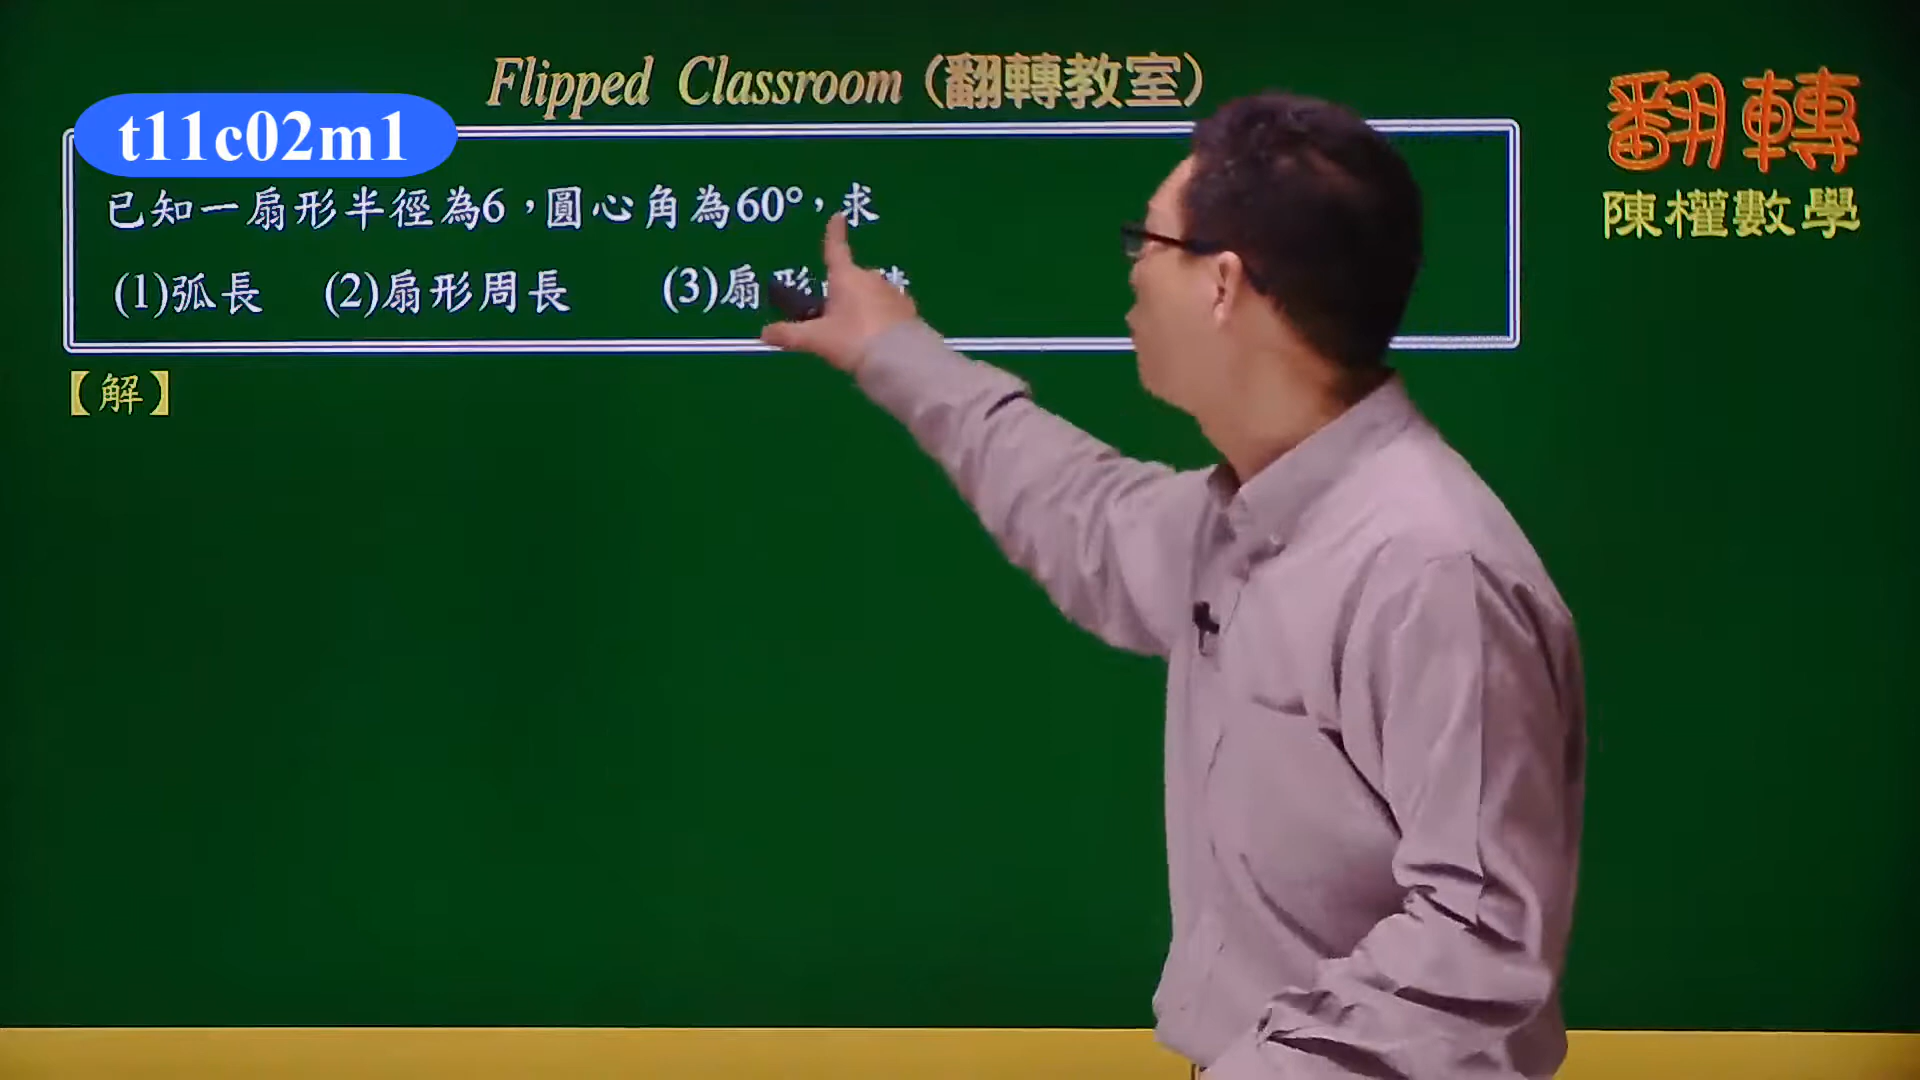 Flipped Classroom (翻轉教室)
翻轉
陳權數學
t11c02m1
已知一扇形半徑為6，圓心角為60°，求
(1)弧長 (2)扇形周長 (3)扇形
【解】